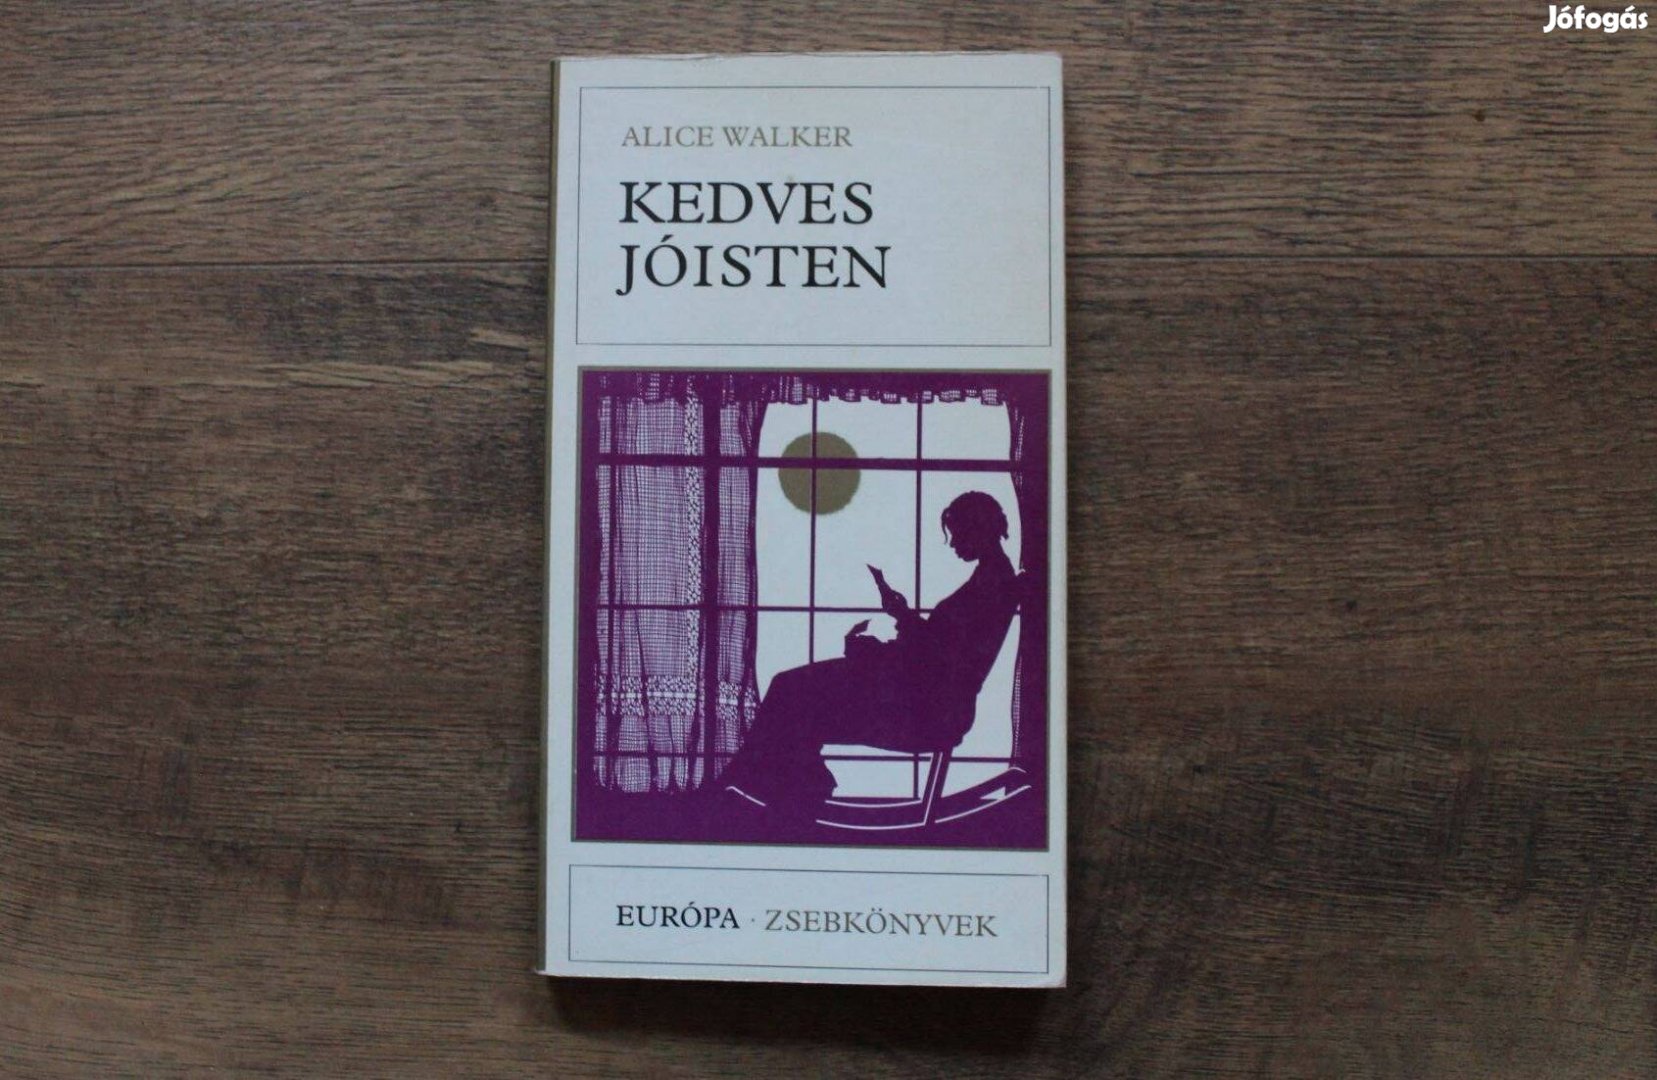 Jófogás
ALICE WALKER
KEDVES
JÓISTEN
EURÓPA · ZSEBKÖNYVEK